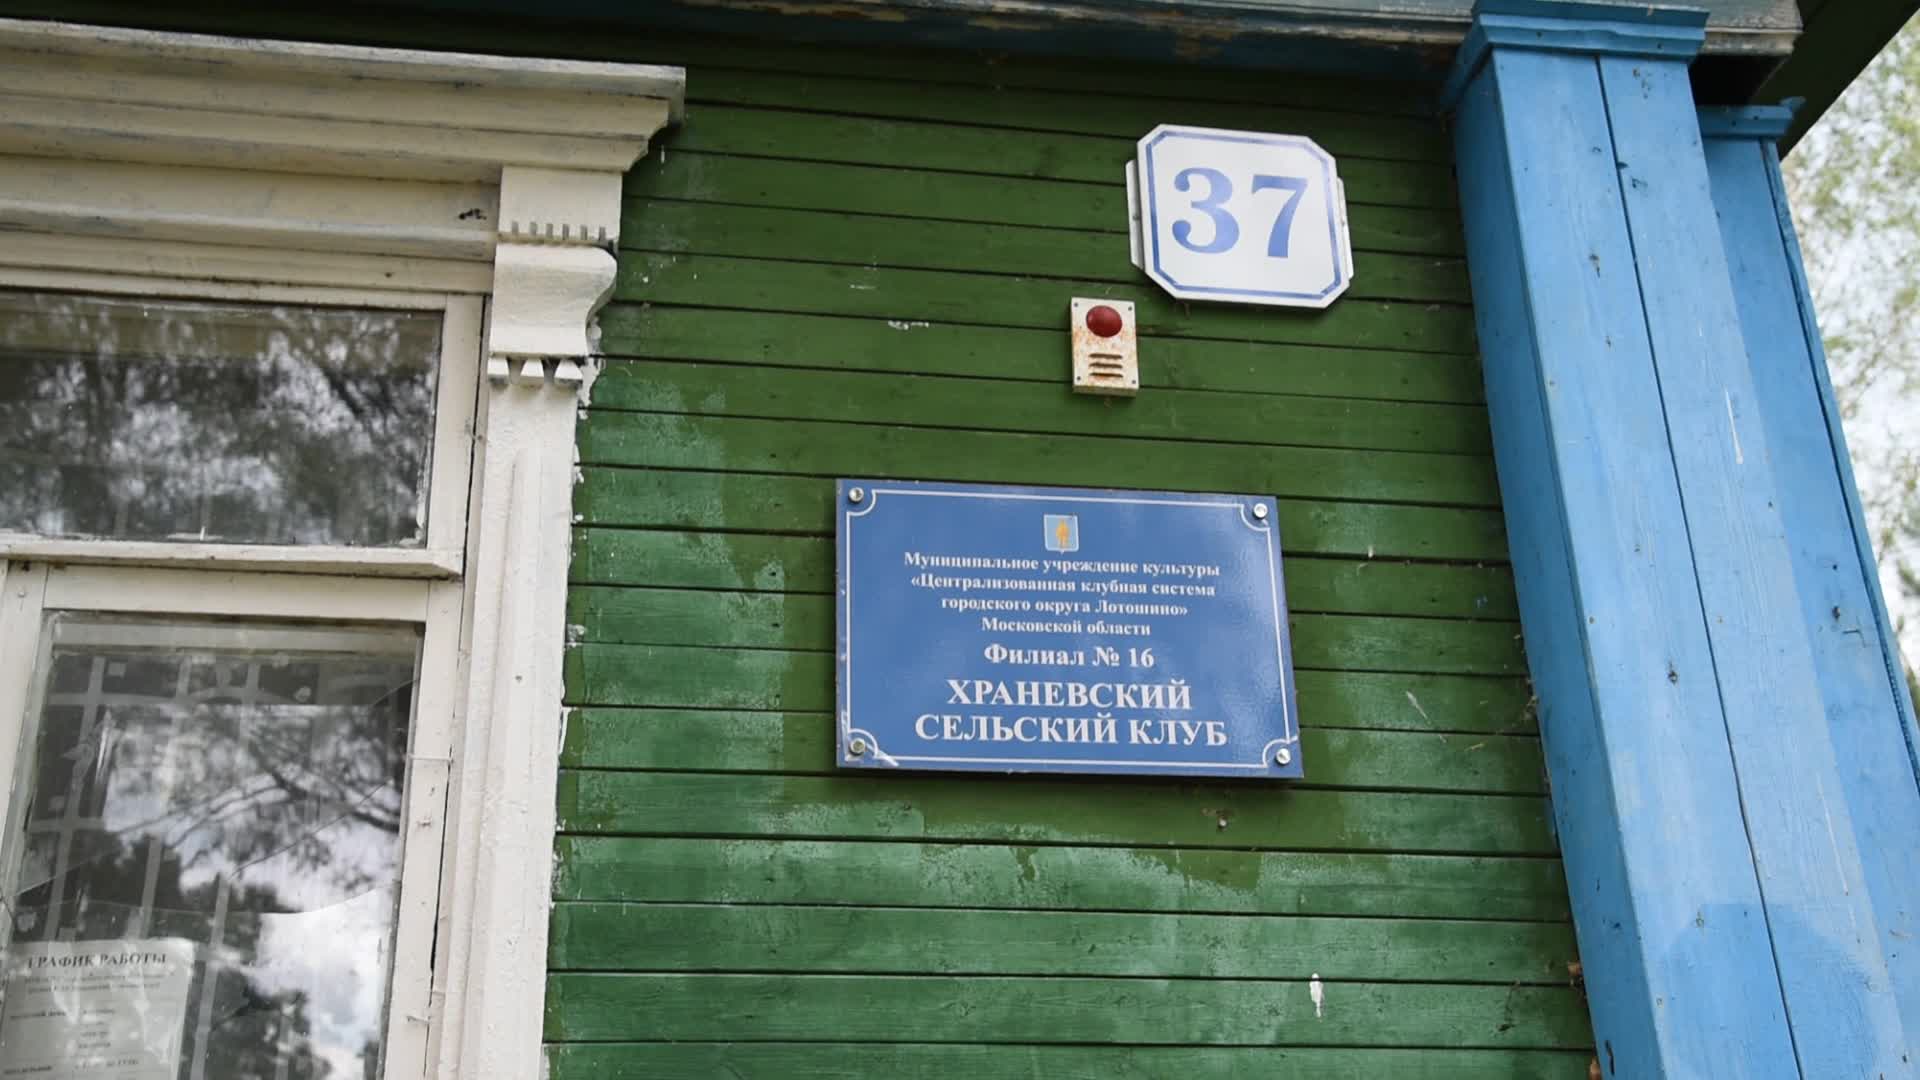 37
Муниципальное учреждение культуры
«Централизованная клубная система
городского округа Лотошино»
Московской области
Филиал № 16
ХРАНЕВСКИЙ
СЕЛЬСКИЙ КЛУБ
ГРАФИК РАБОТЫ